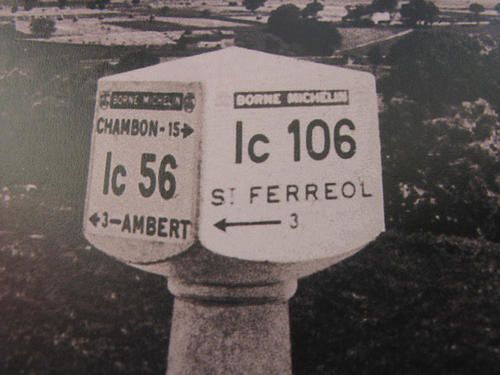 BORNE MICHELIN
CHAMBON-15→
Ic 56
←3-AMBERT
BORNE MICHELIN
Ic 106
ST FERREOL
← 3